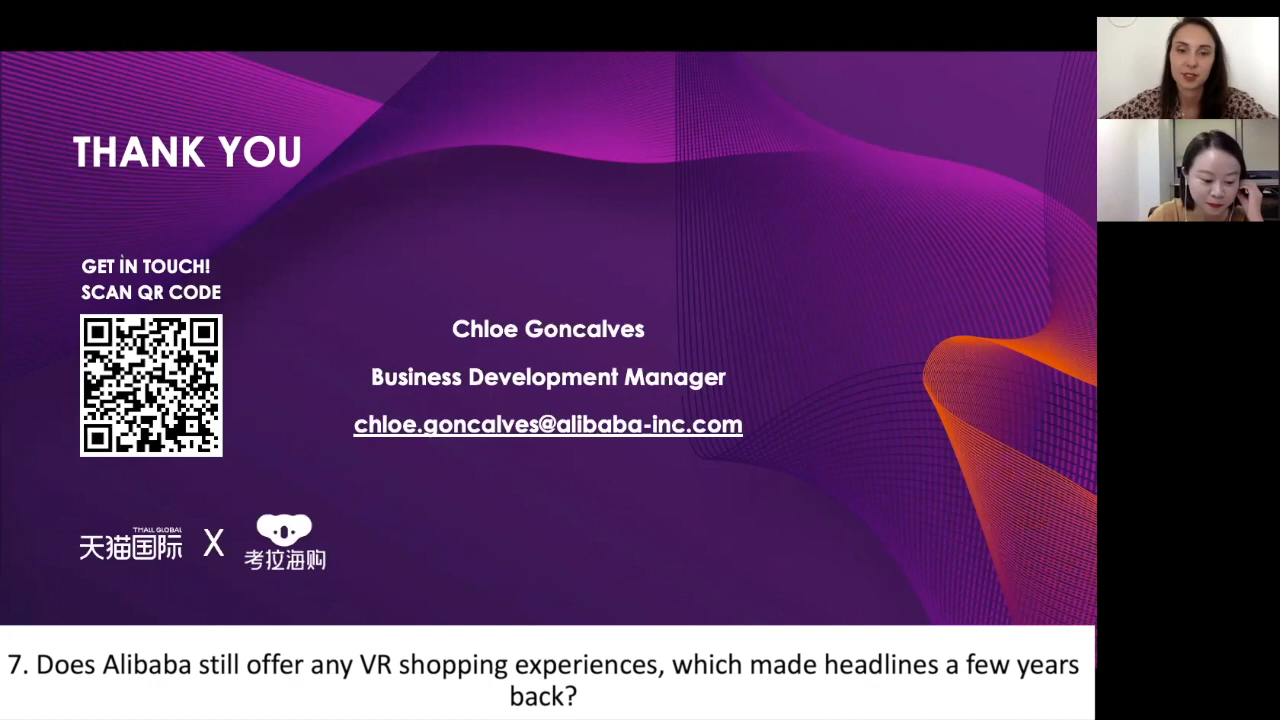 THANK YOU
GET IN TOUCH!
SCAN QR CODE
Chloe Goncalves
Business Development Manager
chloe.goncalves@alibaba-inc.com
TMALL GLOBAL
天猫国际 X 考拉海购
7. Does Alibaba still offer any VR shopping experiences, which made headlines a few years
back?